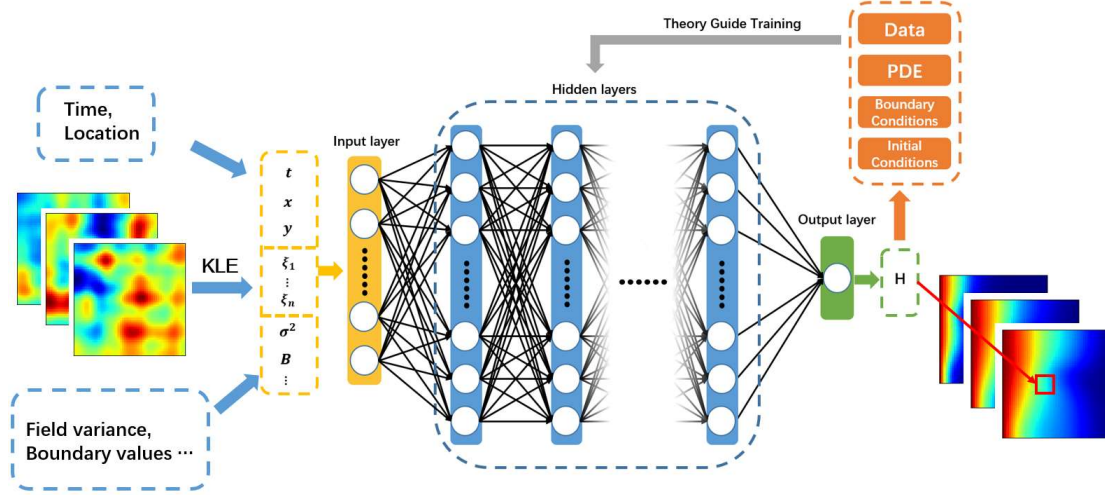 Theory Guide Training
Data
PDE
Boundary
Conditions
Initial
Conditions
Hidden layers
Time,
Location
Input layer
t
x
y
KLE
ξ₁
⋮
ξₙ
σ²
B
⋮
Output layer
H
......
Field variance,
Boundary values ···